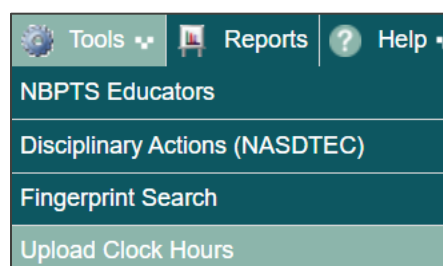 Tools Reports Help
NBPTS Educators
Disciplinary Actions (NASDTEC)
Fingerprint Search
Upload Clock Hours